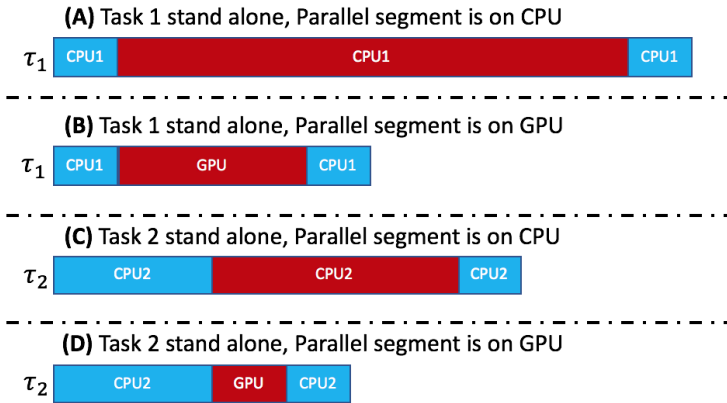 (A) Task 1 stand alone, Parallel segment is on CPU
τ1 CPU1 CPU1 CPU1
(B) Task 1 stand alone, Parallel segment is on GPU
τ1 CPU1 GPU CPU1
(C) Task 2 stand alone, Parallel segment is on CPU
τ2 CPU2 CPU2 CPU2
(D) Task 2 stand alone, Parallel segment is on GPU
τ2 CPU2 GPU CPU2